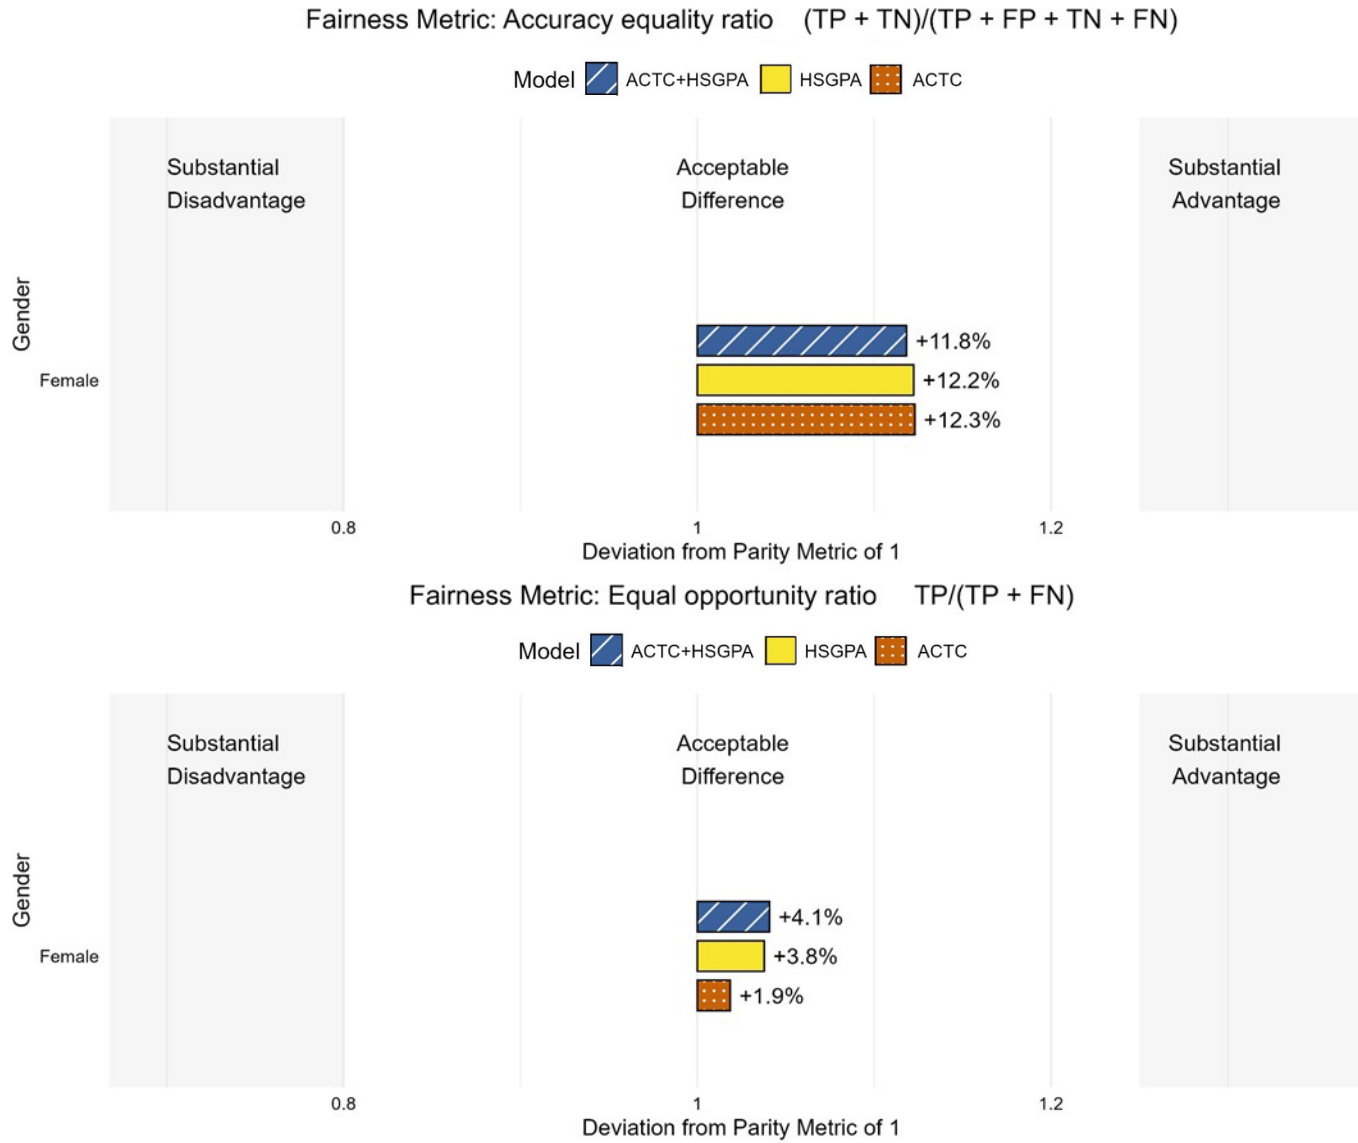 Fairness Metric: Accuracy equality ratio (TP + TN)/(TP + FP + TN + FN)
Model ACTC+HSGPA HSGPA ACTC
Substantial
Disadvantage
Acceptable
Difference
Substantial
Advantage
Gender
Female
+11.8%
+12.2%
+12.3%
0.8 1 1.2
Deviation from Parity Metric of 1
Fairness Metric: Equal opportunity ratio TP/(TP + FN)
Model ACTC+HSGPA HSGPA ACTC
Substantial
Disadvantage
Acceptable
Difference
Substantial
Advantage
Gender
Female
+4.1%
+3.8%
+1.9%
0.8 1 1.2
Deviation from Parity Metric of 1